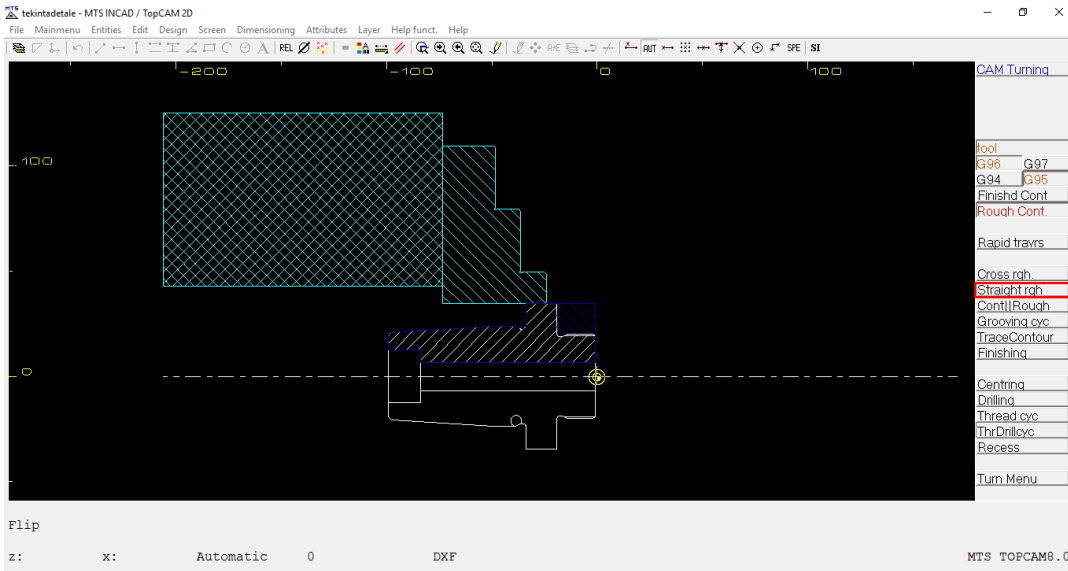 MTS
tekintadetale - MTS INCAD / TopCAM 2D
File Mainmenu Entities Edit Design Screen Dimensioning Attributes Layer Help funct. Help
A REL = AUT SPE SI
-200 -100 0 100
CAM Turning
100
tool
G96 G97
G94 G95
Finishd Cont
Rough Cont.
Rapid travrs
Cross rgh.
Straight rgh
Cont||Rough
Grooving cyc
TraceContour
Finishing
0
Centring
Drilling
Thread cyc
ThrDrillcyc
Recess
Turn Menu
Flip
z: x: Automatic 0 DXF MTS TOPCAM8.0